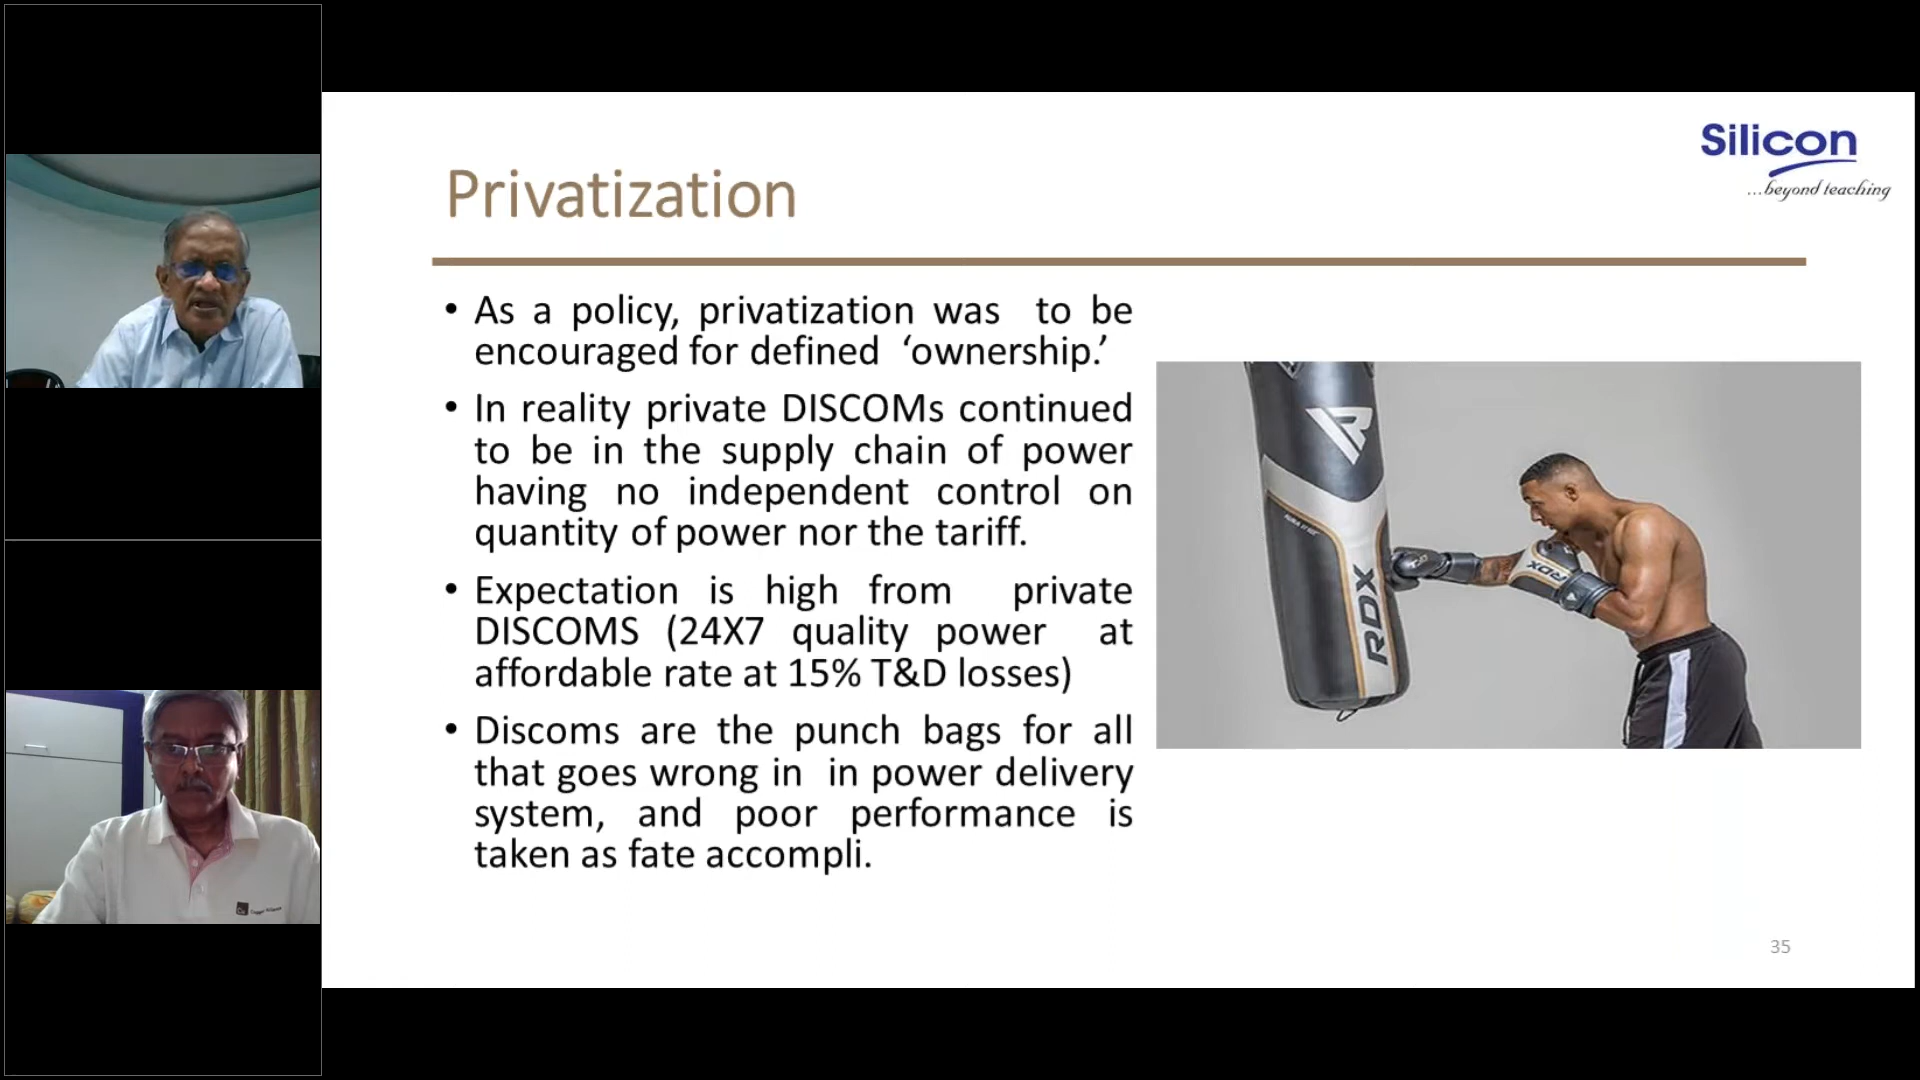 Silicon
...beyond teaching
Privatization
• As a policy, privatization was to be
encouraged for defined ‘ownership.’
• In reality private DISCOMs continued
to be in the supply chain of power
having no independent control on
quantity of power nor the tariff.
• Expectation is high from private
DISCOMS (24X7 quality power at
affordable rate at 15% T&D losses)
• Discoms are the punch bags for all
that goes wrong in in power delivery
system, and poor performance is
taken as fate accompli.
RDX
RDX
35